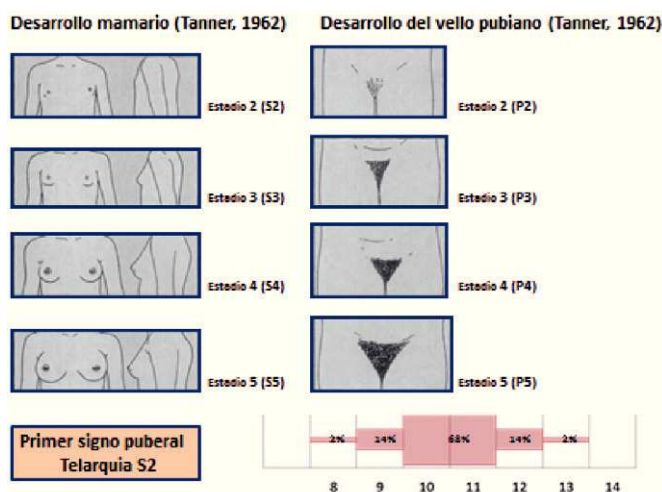 Desarrollo mamario (Tanner, 1962)
Desarrollo del vello pubiano (Tanner, 1962)
Estadio 2 (S2)
Estadio 2 (P2)
Estadio 3 (S3)
Estadio 3 (P3)
Estadio 4 (S4)
Estadio 4 (P4)
Estadio 5 (S5)
Estadio 5 (P5)
Primer signo puberal
Telarquia S2
2% 14% 68% 14% 2%
8 9 10 11 12 13 14